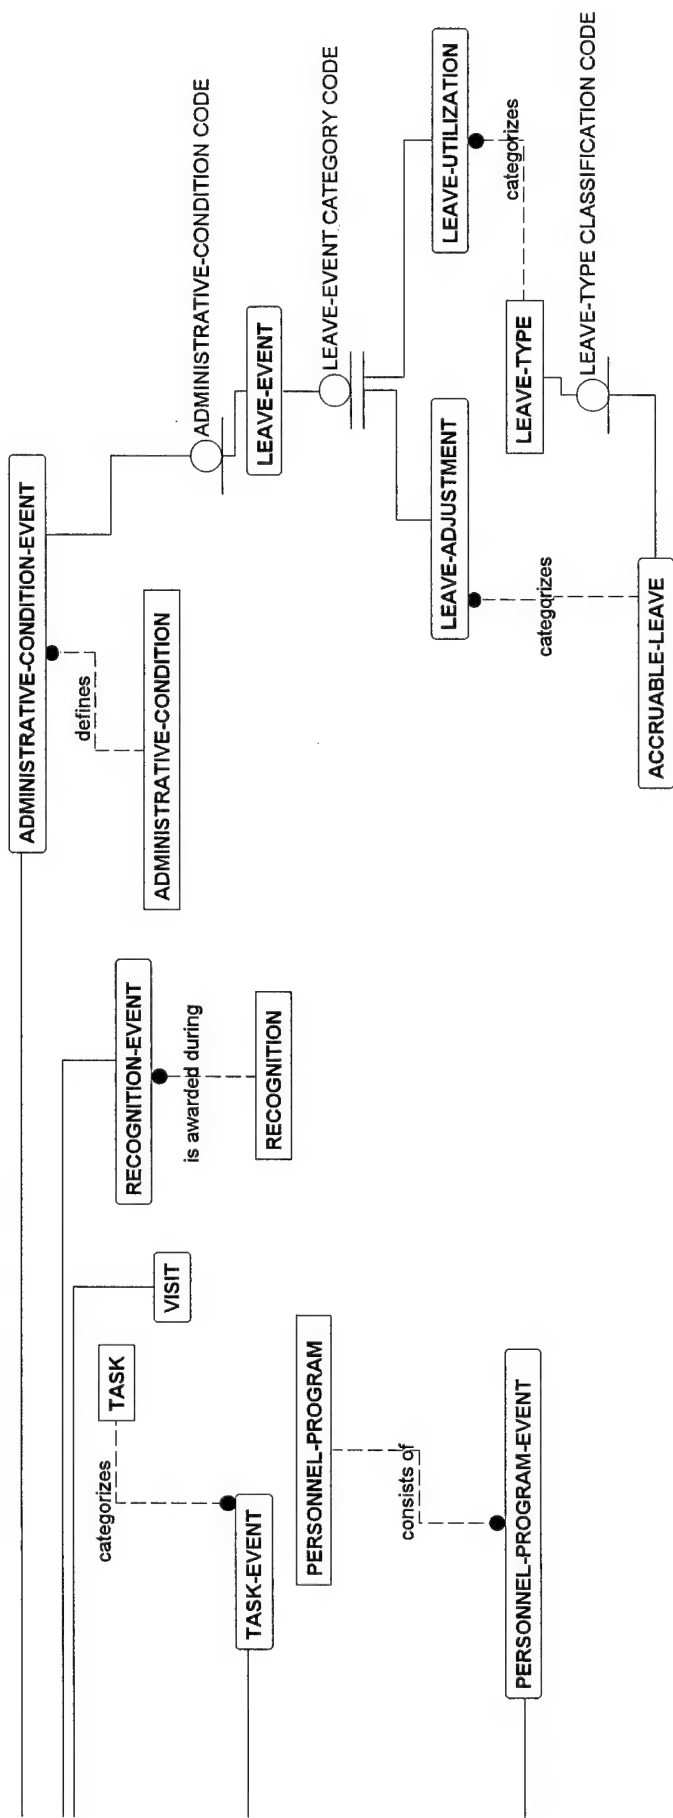 ADMINISTRATIVE-CONDITION-EVENT
defines
ADMINISTRATIVE-CONDITION
ADMINISTRATIVE-CONDITION CODE
LEAVE-EVENT
LEAVE-EVENT CATEGORY CODE
LEAVE-ADJUSTMENT
LEAVE-UTILIZATION
categorizes
LEAVE-TYPE
LEAVE-TYPE CLASSIFICATION CODE
categorizes
ACCRUABLE-LEAVE
RECOGNITION-EVENT
is awarded during
RECOGNITION
VISIT
TASK
categorizes
TASK-EVENT
PERSONNEL-PROGRAM
consists of
PERSONNEL-PROGRAM-EVENT